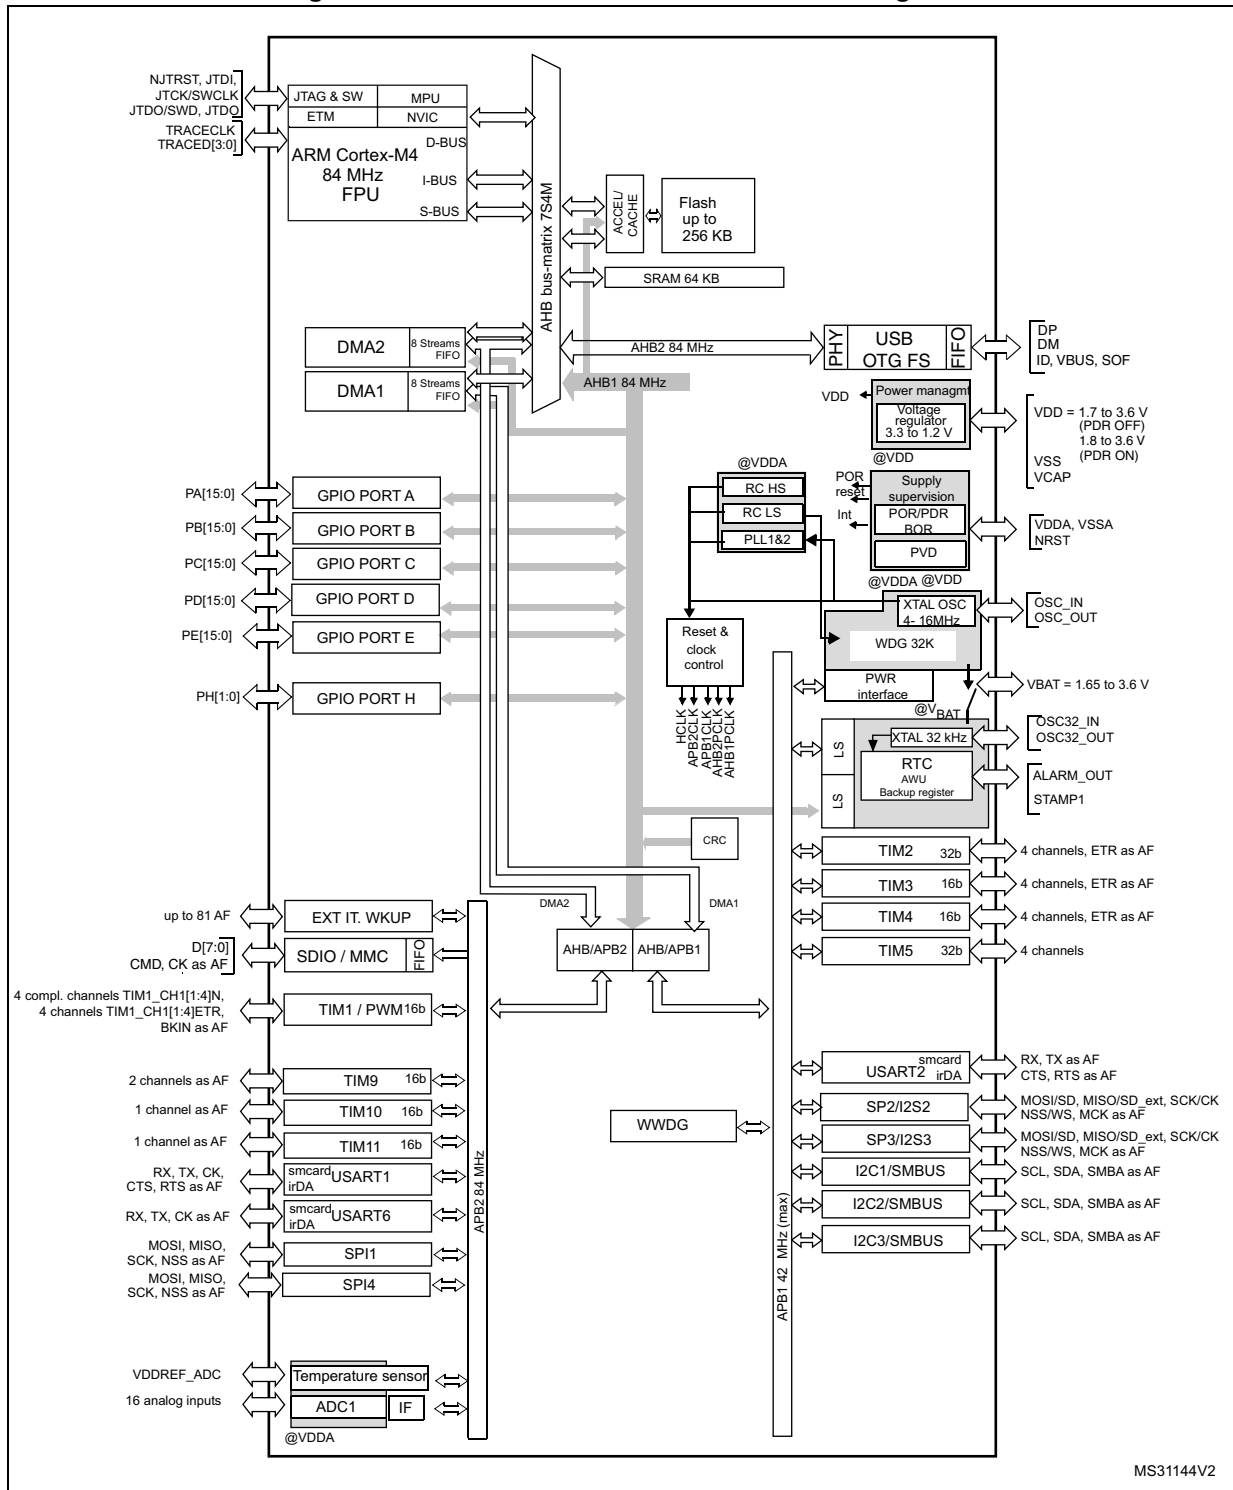 NJTRST, JTDI,
JTCK/SWCLK
JTDO/SWD, JTDO
TRACECLK
TRACED[3:0]
JTAG & SW
MPU
ETM
NVIC
ARM Cortex-M4
84 MHz
FPU
D-BUS
I-BUS
S-BUS
AHB bus-matrix 7S4M
ACCEL/
CACHE
Flash
up to
256 KB
SRAM 64 KB
DMA2
8 Streams
FIFO
DMA1
8 Streams
FIFO
AHB2 84 MHz
AHB1 84 MHz
PHY
USB
OTG FS
FIFO
DP
DM
ID, VBUS, SOF
VDD
Power managmt
Voltage
regulator
3.3 to 1.2 V
@VDD
VDD = 1.7 to 3.6 V
(PDR OFF)
1.8 to 3.6 V
(PDR ON)
VSS
VCAP
@VDDA
RC HS
RC LS
PLL1&2
POR
reset
Int
Supply
supervision
POR/PDR
BOR
PVD
VDDA, VSSA
NRST
@VDDA @VDD
PA[15:0]
GPIO PORT A
PB[15:0]
GPIO PORT B
PC[15:0]
GPIO PORT C
PD[15:0]
GPIO PORT D
PE[15:0]
GPIO PORT E
PH[1:0]
GPIO PORT H
XTAL OSC
4- 16MHz
OSC_IN
OSC_OUT
WDG 32K
Reset &
clock
control
PWR
interface
VBAT = 1.65 to 3.6 V
@VBAT
HCLK
APB2CLK
APB1CLK
AHB2PCLK
AHB1PCLK
LS
LS
XTAL 32 kHz
OSC32_IN
OSC32_OUT
RTC
AWU
Backup register
ALARM_OUT
STAMP1
CRC
TIM2 32b
4 channels, ETR as AF
TIM3 16b
4 channels, ETR as AF
TIM4 16b
4 channels, ETR as AF
TIM5 32b
4 channels
DMA2
DMA1
AHB/APB2
AHB/APB1
up to 81 AF
EXT IT. WKUP
D[7:0]
CMD, CK as AF
SDIO / MMC
FIFO
4 compl. channels TIM1_CH1[1:4]N,
4 channels TIM1_CH1[1:4]ETR,
BKIN as AF
TIM1 / PWM 16b
2 channels as AF
TIM9 16b
1 channel as AF
TIM10 16b
1 channel as AF
TIM11 16b
RX, TX, CK,
CTS, RTS as AF
smcard
irDA
USART1
RX, TX, CK as AF
smcard
irDA
USART6
MOSI, MISO,
SCK, NSS as AF
SPI1
MOSI, MISO,
SCK, NSS as AF
SPI4
VDDREF_ADC
Temperature sensor
16 analog inputs
ADC1
IF
@VDDA
APB2 84 MHz
WWDG
APB1 42 MHz (max)
USART2
smcard
irDA
RX, TX as AF
CTS, RTS as AF
SP2/I2S2
MOSI/SD, MISO/SD_ext, SCK/CK
NSS/WS, MCK as AF
SP3/I2S3
MOSI/SD, MISO/SD_ext, SCK/CK
NSS/WS, MCK as AF
I2C1/SMBUS
SCL, SDA, SMBA as AF
I2C2/SMBUS
SCL, SDA, SMBA as AF
I2C3/SMBUS
SCL, SDA, SMBA as AF
MS31144V2